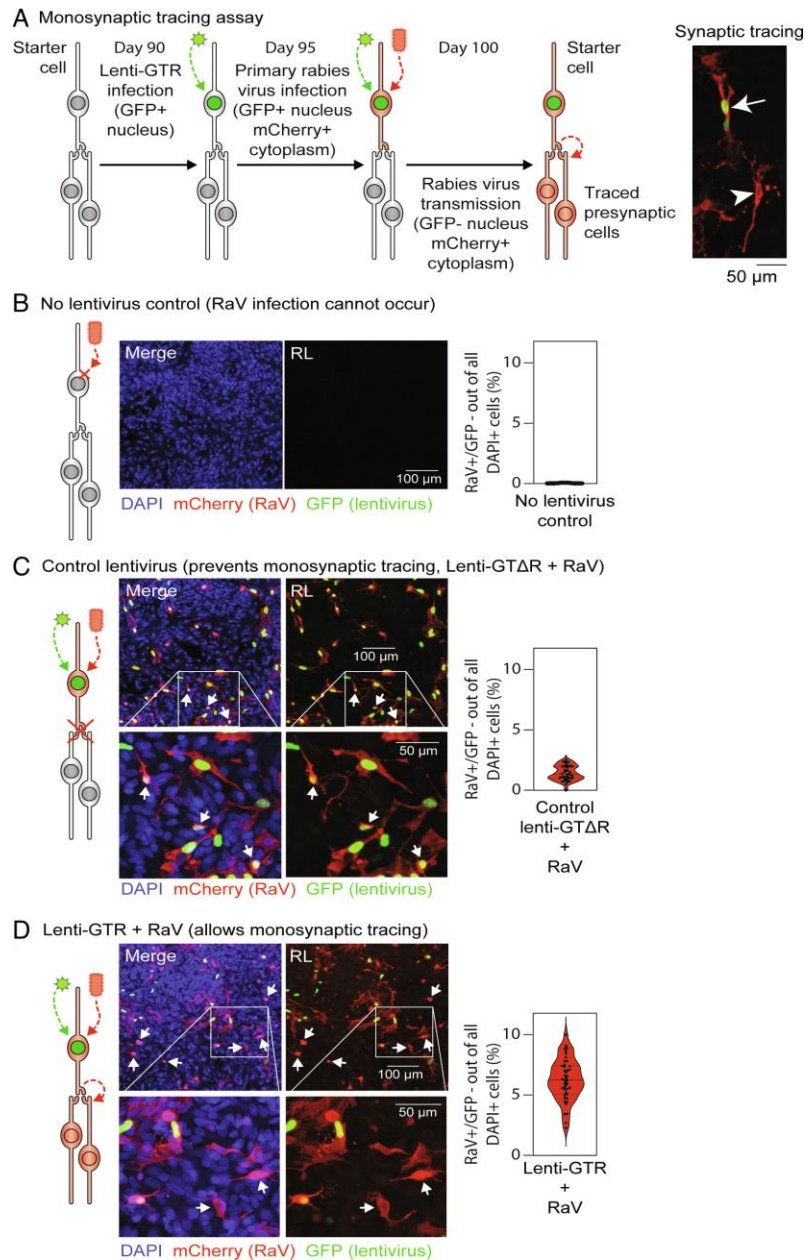 A Monosynaptic tracing assay
Starter
cell
Day 90
Lenti-GTR
infection
(GFP+
nucleus)
Day 95
Primary rabies
virus infection
(GFP+ nucleus
mCherry+
cytoplasm)
Day 100
Rabies virus
transmission
(GFP- nucleus
mCherry+
cytoplasm)
Starter
cell
Traced
presynaptic
cells
Synaptic tracing
50 µm
B No lentivirus control (RaV infection cannot occur)
Merge
RL
100 µm
DAPI mCherry (RaV) GFP (lentivirus)
RaV+/GFP - out of all
DAPI+ cells (%)
10
5
0
No lentivirus
control
C Control lentivirus (prevents monosynaptic tracing, Lenti-GTΔR + RaV)
Merge
RL
100 µm
50 µm
DAPI mCherry (RaV) GFP (lentivirus)
RaV+/GFP - out of all
DAPI+ cells (%)
10
5
0
Control
lenti-GTΔR
+
RaV
D Lenti-GTR + RaV (allows monosynaptic tracing)
Merge
RL
100 µm
50 µm
DAPI mCherry (RaV) GFP (lentivirus)
RaV+/GFP - out of all
DAPI+ cells (%)
10
5
0
Lenti-GTR
+
RaV